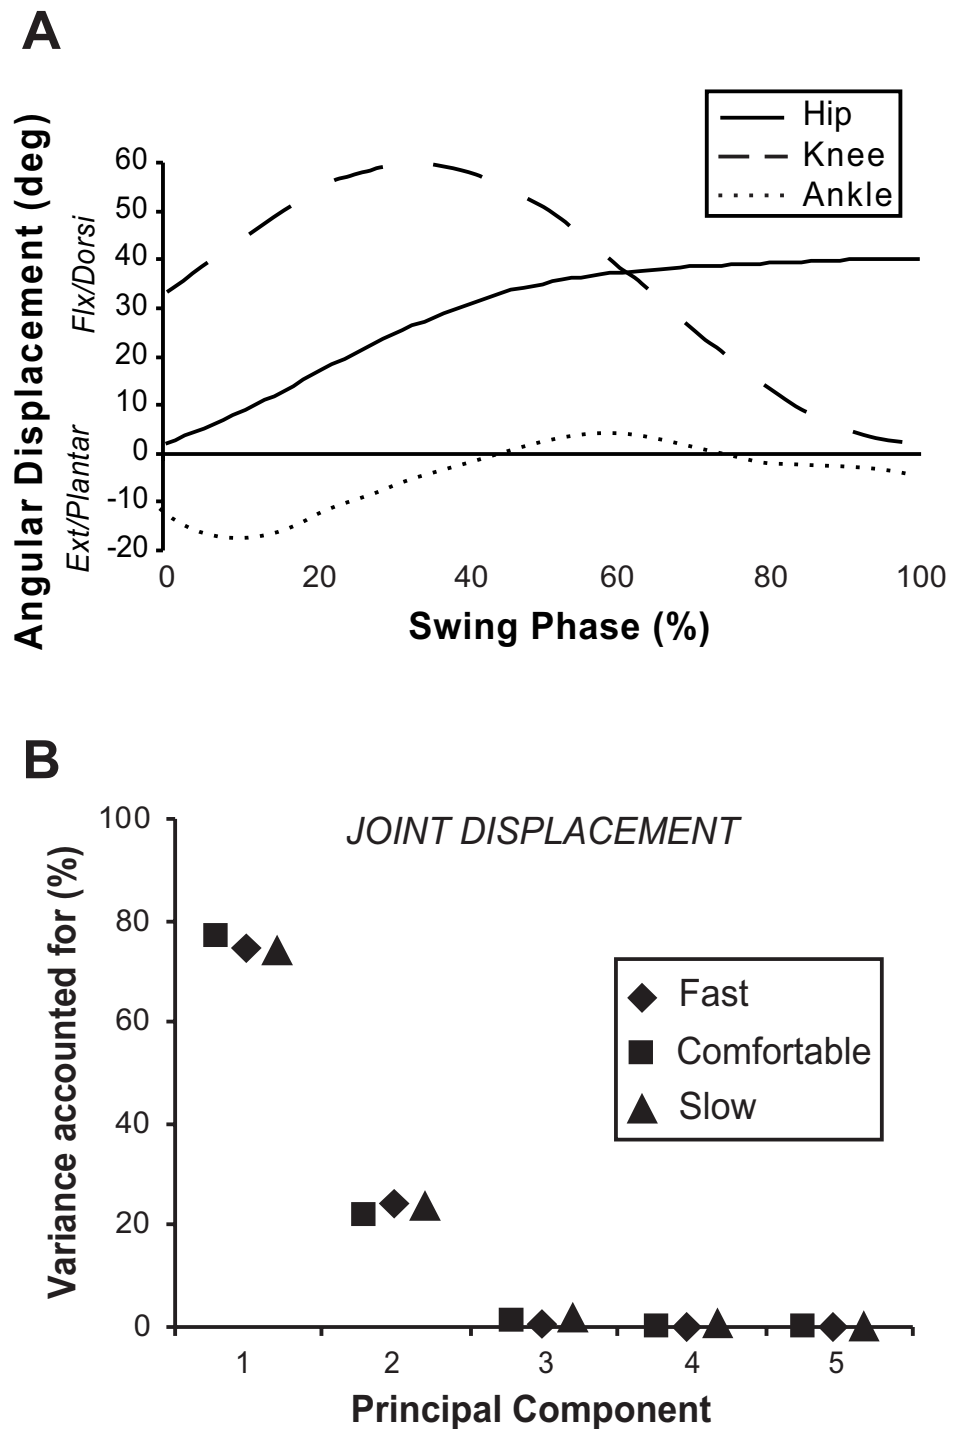 A
Angular Displacement (deg)
Ext/Plantar Flx/Dorsi
Hip
Knee
Ankle
60
50
40
30
20
10
0
-10
-20
0 20 40 60 80 100
Swing Phase (%)
B
JOINT DISPLACEMENT
Variance accounted for (%)
100
80
60
40
20
0
Fast
Comfortable
Slow
1 2 3 4 5
Principal Component